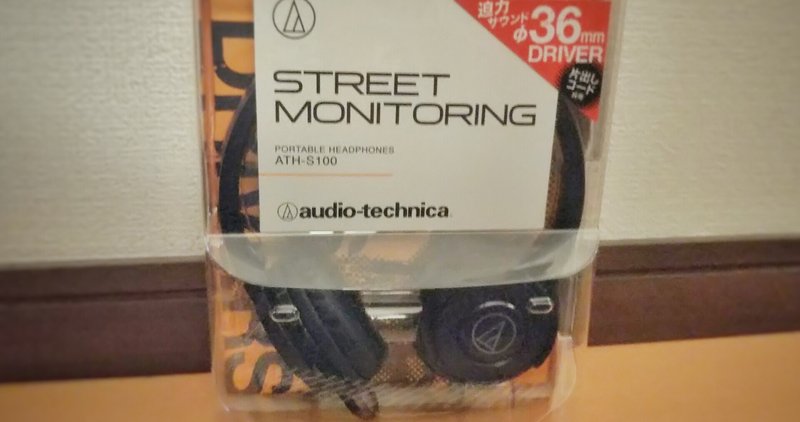 迫力
サウンド
φ36mm
DRIVER
片出し
コード
STREET
MONITORING
PORTABLE HEADPHONES
ATH-S100
audio-technica